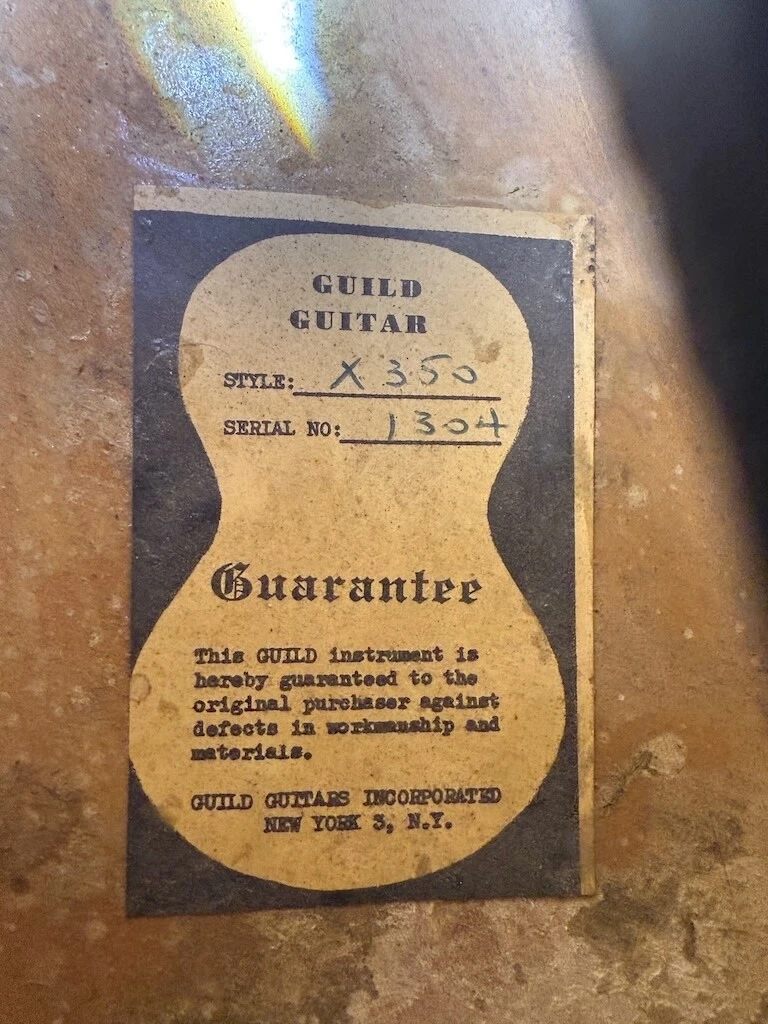 GUILD
GUITAR
STYLE: X 350
SERIAL NO: 1304
Guarantee
This GUILD instrument is
hereby guaranteed to the
original purchaser against
defects in workmanship and
materials.
GUILD GUITARS INCORPORATED
NEW YORK 3, N.Y.